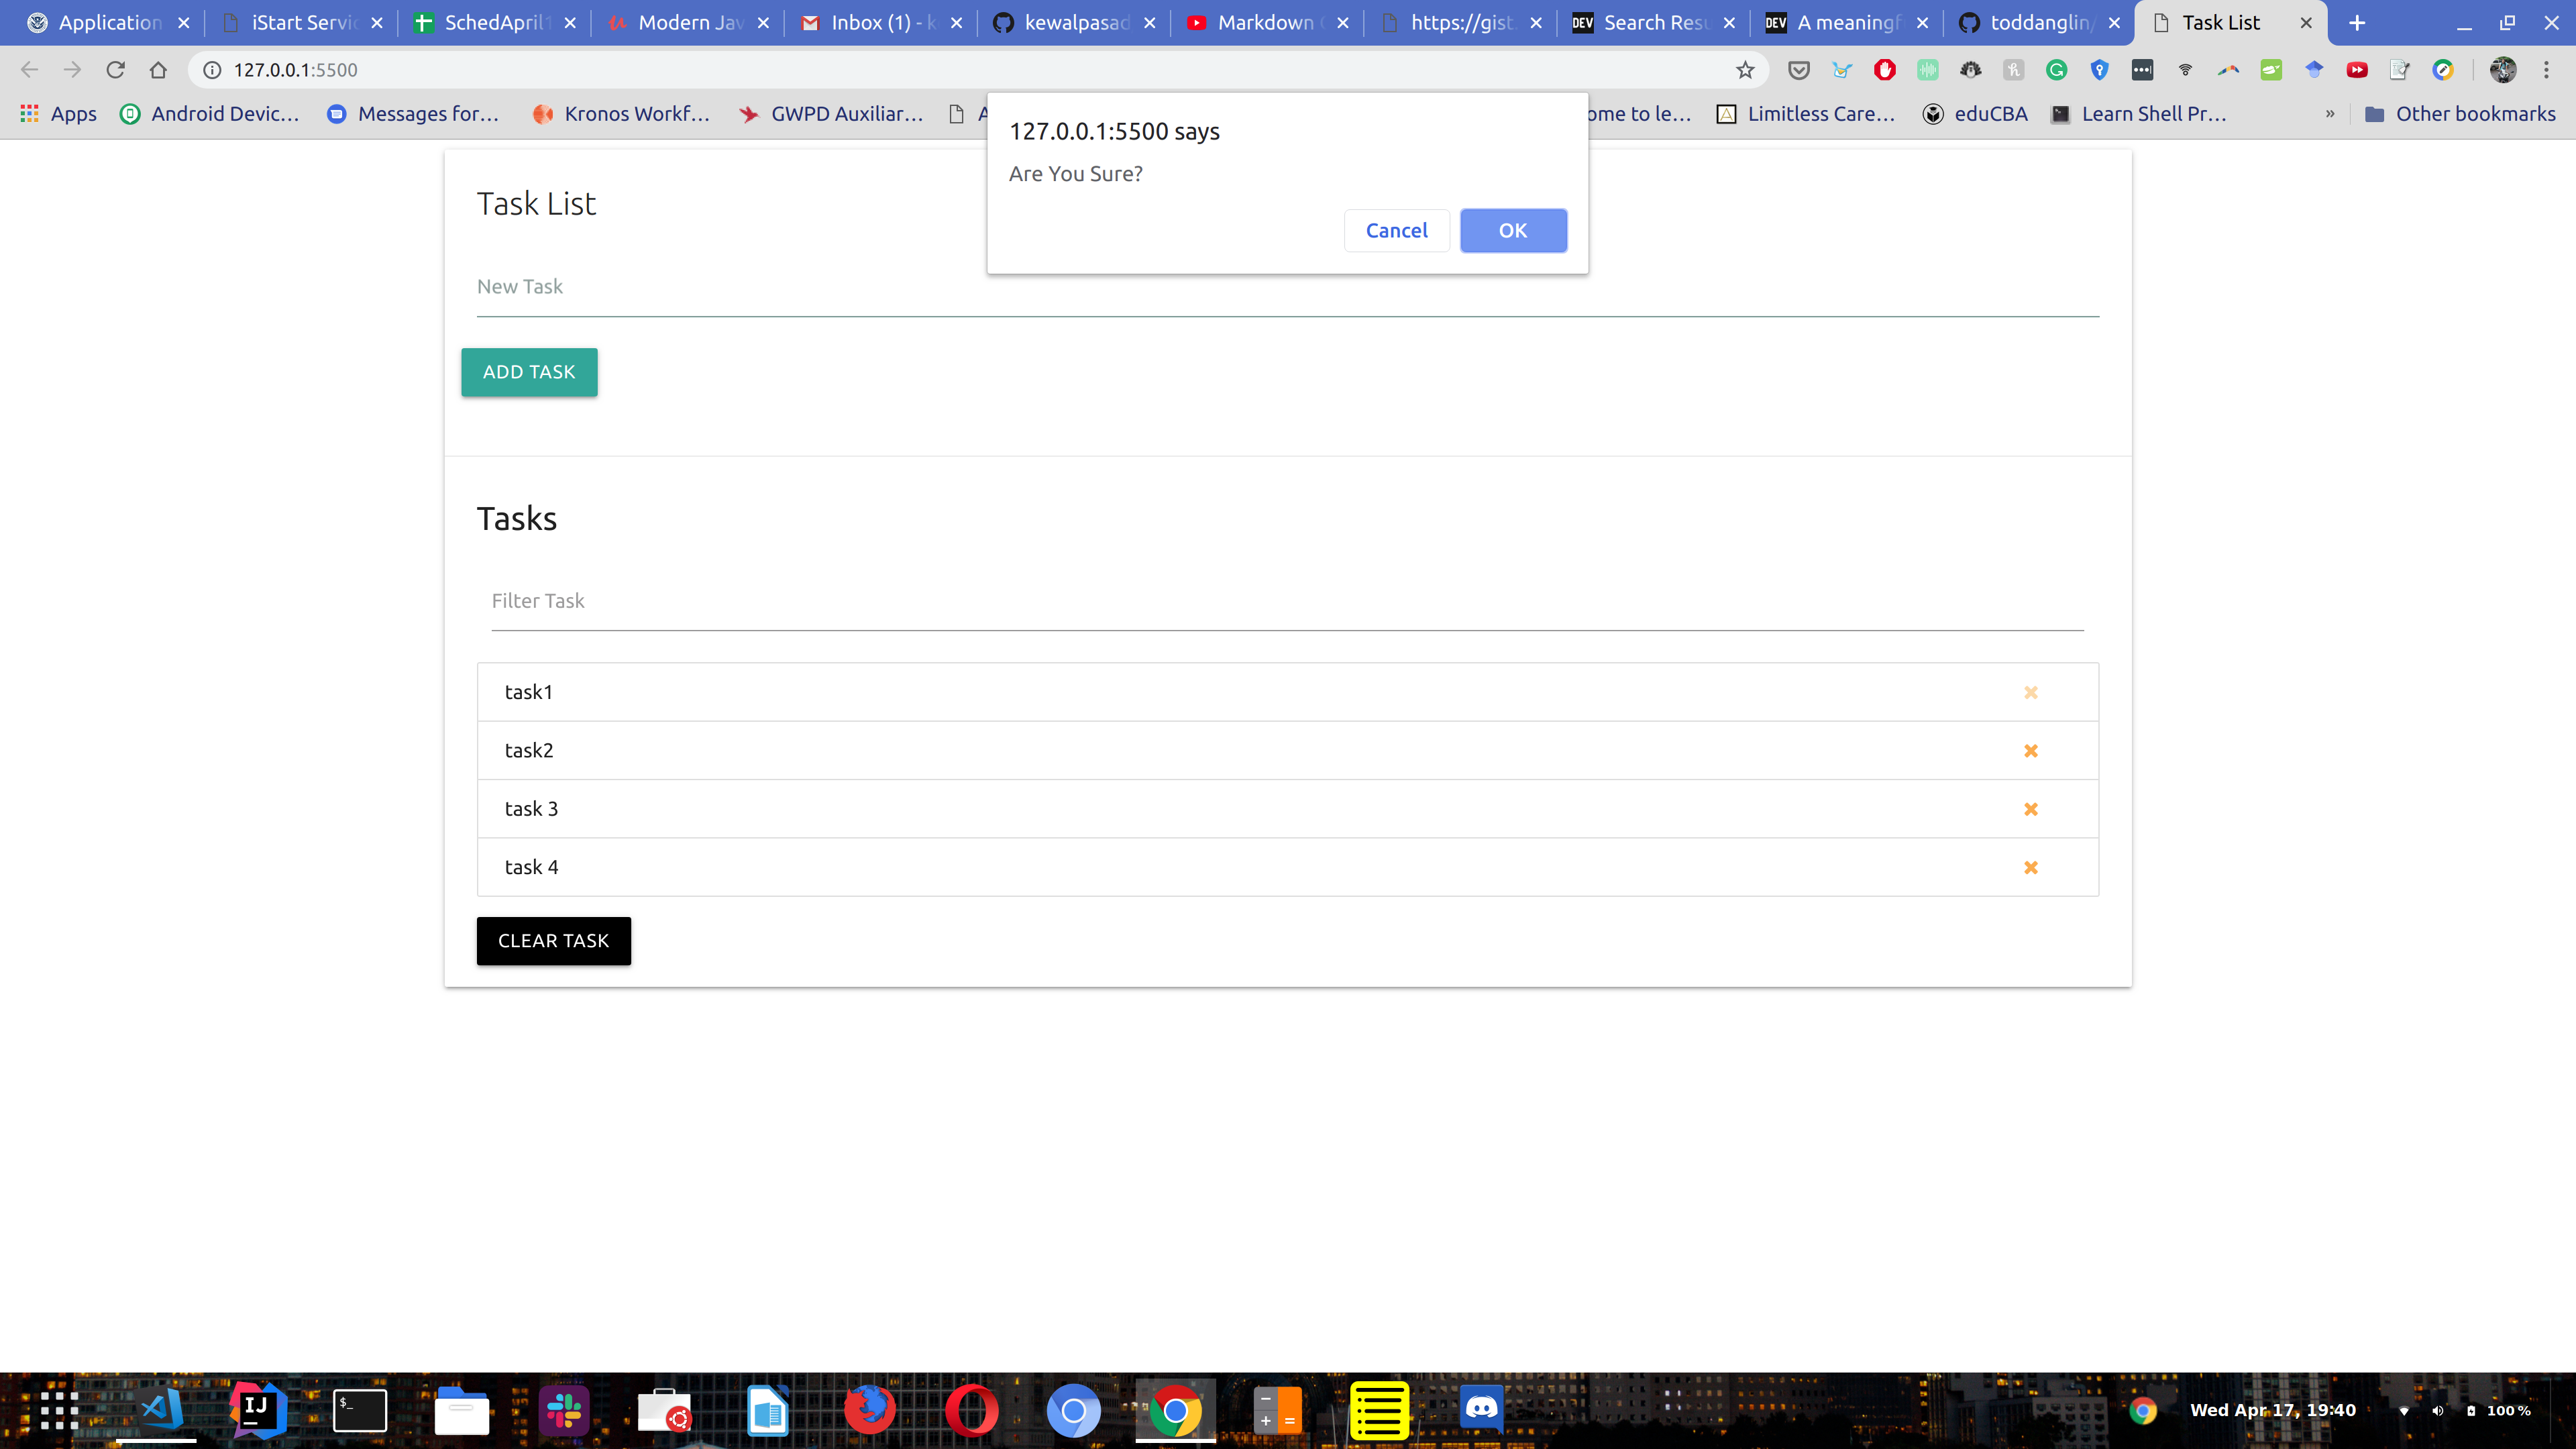 Application iStart Servic SchedApril1 Modern Jav Inbox (1) - k kewalpasad Markdown https://gist. DEV Search Resu DEV A meaningf toddanglin/ Task List
127.0.0.1:5500
Apps Android Devic... Messages for... Kronos Workf... GWPD Auxiliar... ome to le... Limitless Care... eduCBA Learn Shell Pr... » Other bookmarks
127.0.0.1:5500 says
Are You Sure?
Cancel OK
Task List
New Task
ADD TASK
Tasks
Filter Task
task1
task2
task 3
task 4
CLEAR TASK
IJ
$_
Wed Apr 17, 19:40 100 %